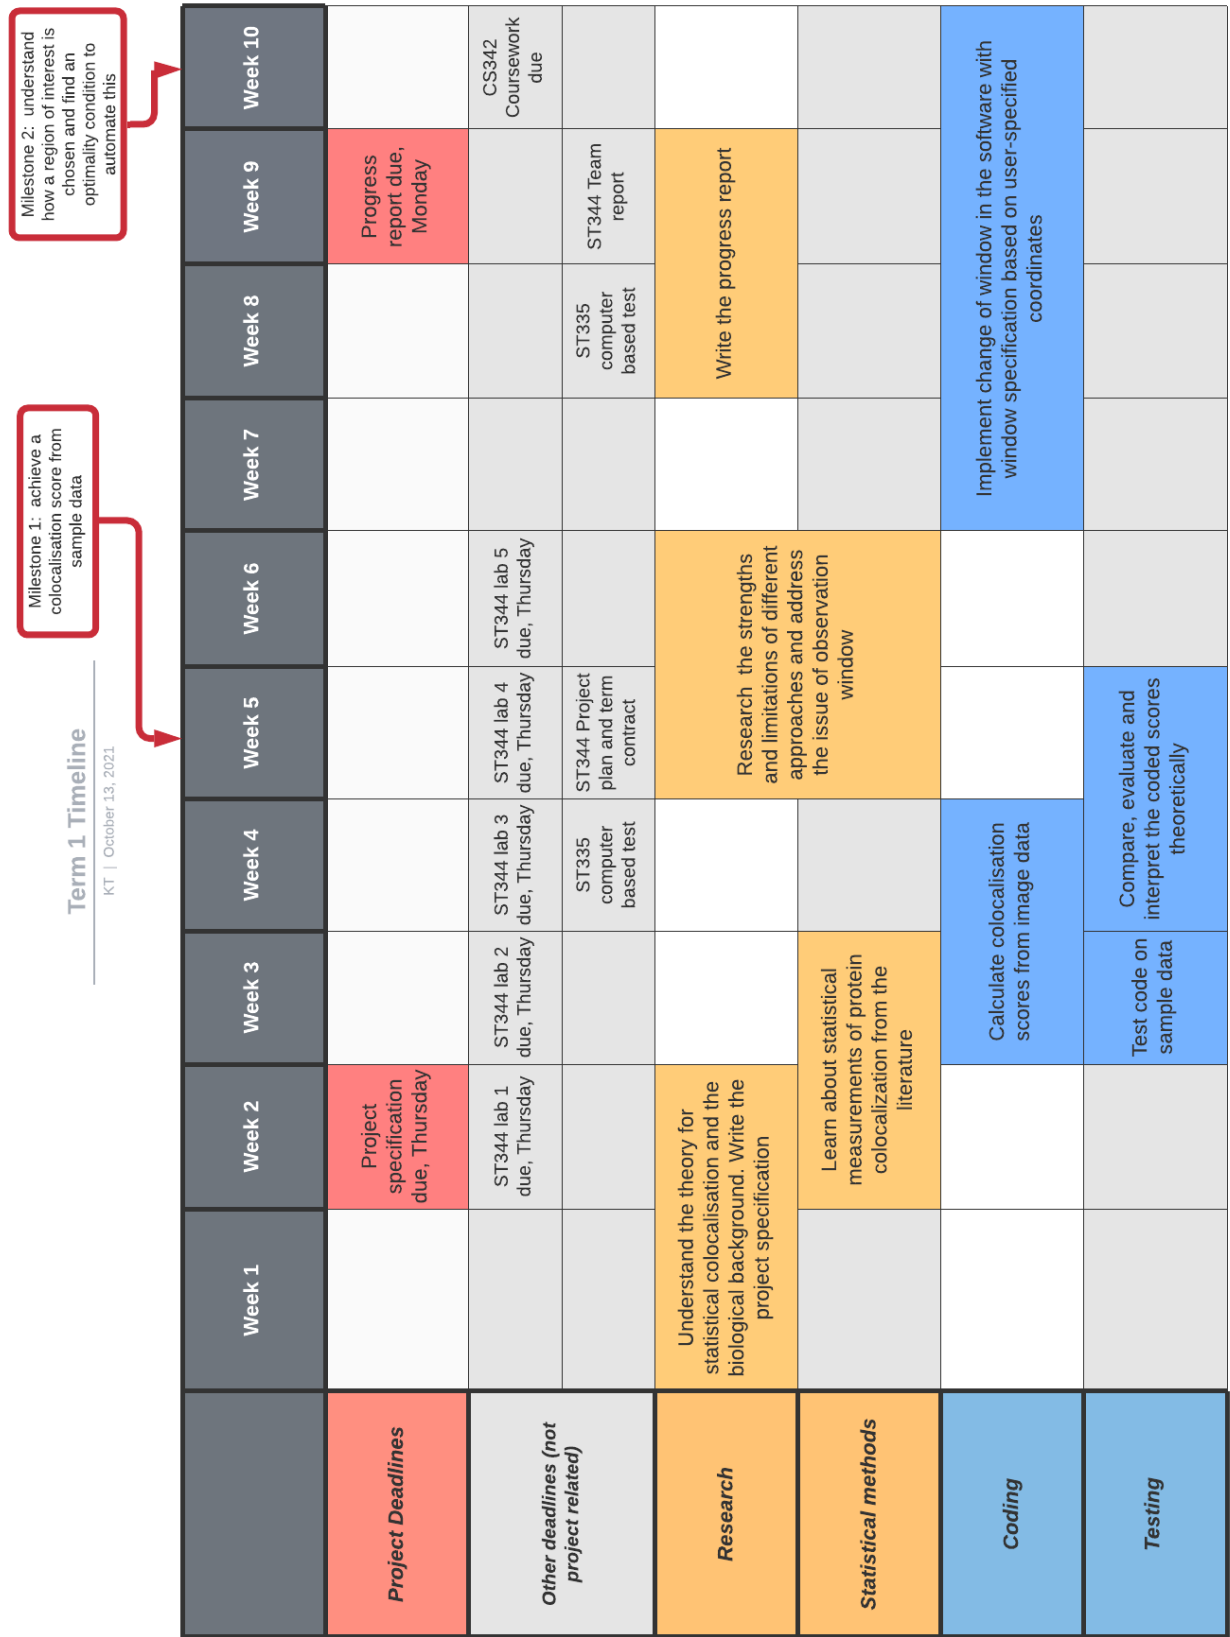 Term 1 Timeline
KT | October 13, 2021
Milestone 1: achieve a
colocalisation score from
sample data
Milestone 2: understand
how a region of interest is
chosen and find an
optimality condition to
automate this
Week 1
Week 2
Week 3
Week 4
Week 5
Week 6
Week 7
Week 8
Week 9
Week 10
Project Deadlines
Project
specification
due, Thursday
Progress
report due,
Monday
Other deadlines (not
project related)
ST344 lab 1
due, Thursday
ST344 lab 2
due, Thursday
ST344 lab 3
due, Thursday
ST344 lab 4
due, Thursday
ST344 lab 5
due, Thursday
CS342
Coursework
due
ST335
computer
based test
ST344 Project
plan and term
contract
ST335
computer
based test
ST344 Team
report
Research
Understand the theory for
statistical colocalisation and the
biological background. Write the
project specification
Research the strengths
and limitations of different
approaches and address
the issue of observation
window
Write the progress report
Statistical methods
Learn about statistical
measurements of protein
colocalization from the
literature
Coding
Calculate colocalisation
scores from image data
Implement change of window in the software with
window specification based on user-specified
coordinates
Testing
Test code on
sample data
Compare, evaluate and
interpret the coded scores
theoretically